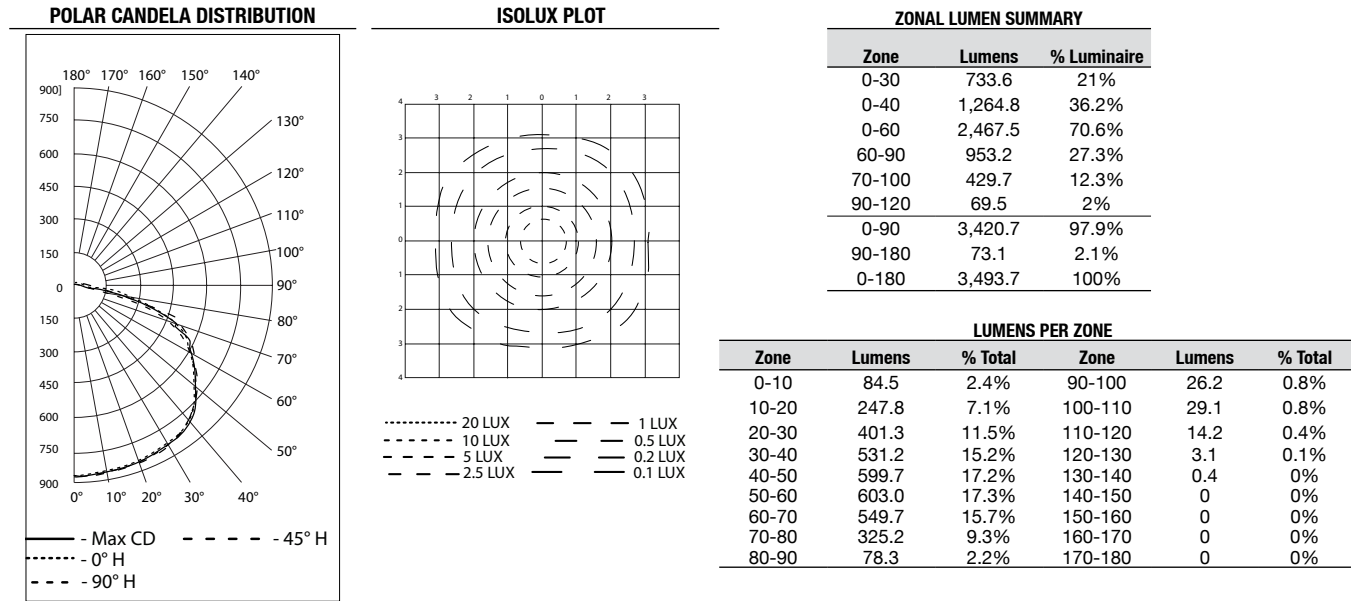 POLAR CANDELA DISTRIBUTION
180° 170° 160° 150° 140°
900]
750
600
450
300
150
0
150
300
450
600
750
900
130°
120°
110°
100°
90°
80°
70°
60°
50°
0° 10° 20° 30° 40°
- Max CD - 45° H
- 0° H
- 90° H
ISOLUX PLOT
3 2 1 0 1 2 3
4
3
2
1
0
1
2
3
4
20 LUX 1 LUX
10 LUX 0.5 LUX
5 LUX 0.2 LUX
2.5 LUX 0.1 LUX
ZONAL LUMEN SUMMARY
Zone Lumens % Luminaire
0-30 733.6 21%
0-40 1,264.8 36.2%
0-60 2,467.5 70.6%
60-90 953.2 27.3%
70-100 429.7 12.3%
90-120 69.5 2%
0-90 3,420.7 97.9%
90-180 73.1 2.1%
0-180 3,493.7 100%
LUMENS PER ZONE
Zone Lumens % Total Zone Lumens % Total
0-10 84.5 2.4% 90-100 26.2 0.8%
10-20 247.8 7.1% 100-110 29.1 0.8%
20-30 401.3 11.5% 110-120 14.2 0.4%
30-40 531.2 15.2% 120-130 3.1 0.1%
40-50 599.7 17.2% 130-140 0.4 0%
50-60 603.0 17.3% 140-150 0 0%
60-70 549.7 15.7% 150-160 0 0%
70-80 325.2 9.3% 160-170 0 0%
80-90 78.3 2.2% 170-180 0 0%